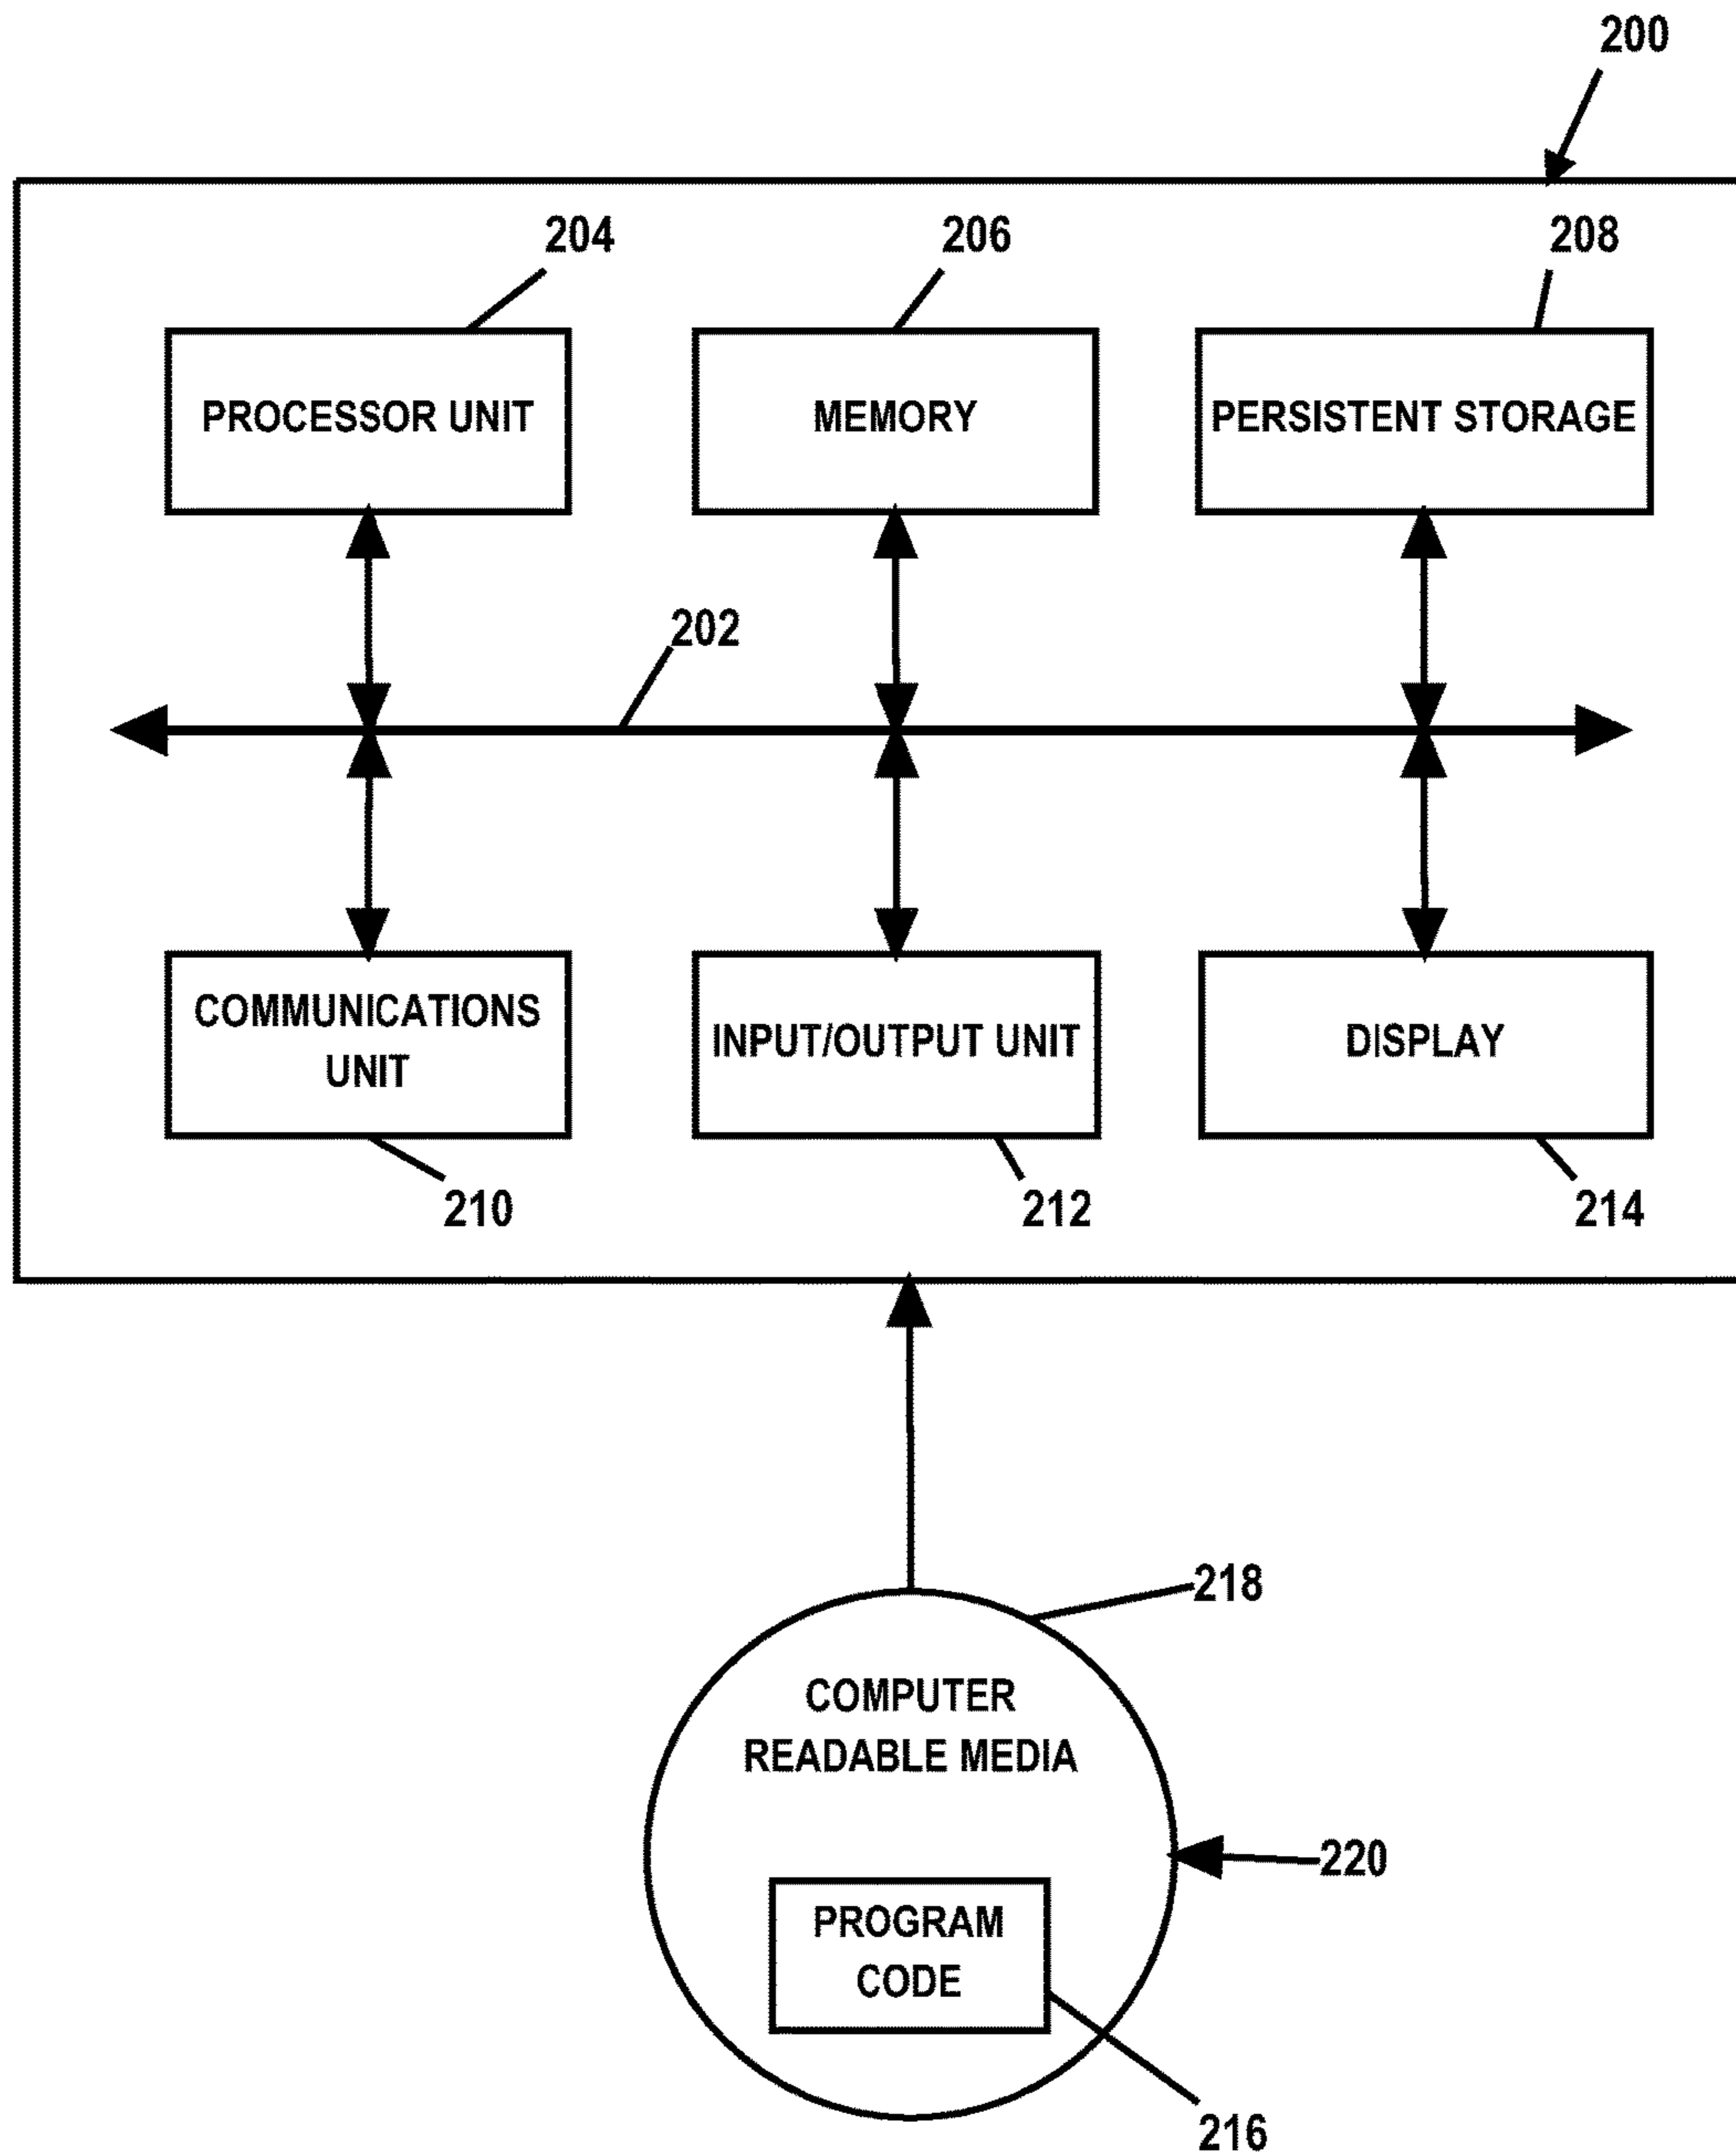 200
204
206
208
PROCESSOR UNIT
MEMORY
PERSISTENT STORAGE
202
COMMUNICATIONS
UNIT
INPUT/OUTPUT UNIT
DISPLAY
210
212
214
218
COMPUTER
READABLE MEDIA
220
PROGRAM
CODE
216